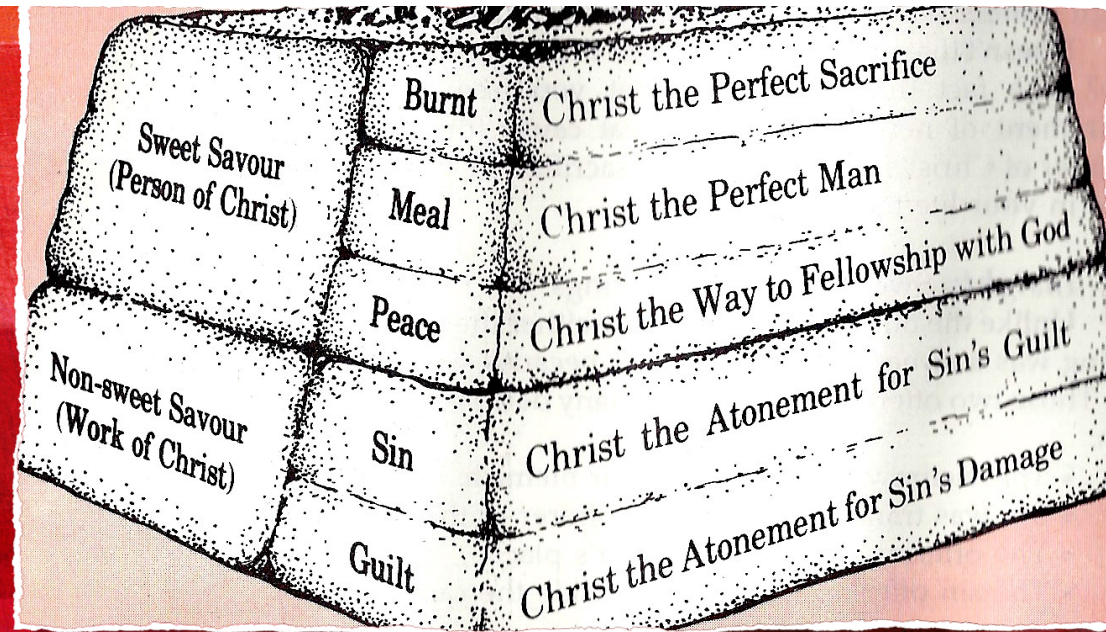 Sweet Savour
(Person of Christ)
Burnt
Christ the Perfect Sacrifice
Meal
Christ the Perfect Man
Peace
Christ the Way to Fellowship with God
Non-sweet Savour
(Work of Christ)
Sin
Christ the Atonement for Sin's Guilt
Guilt
Christ the Atonement for Sin's Damage